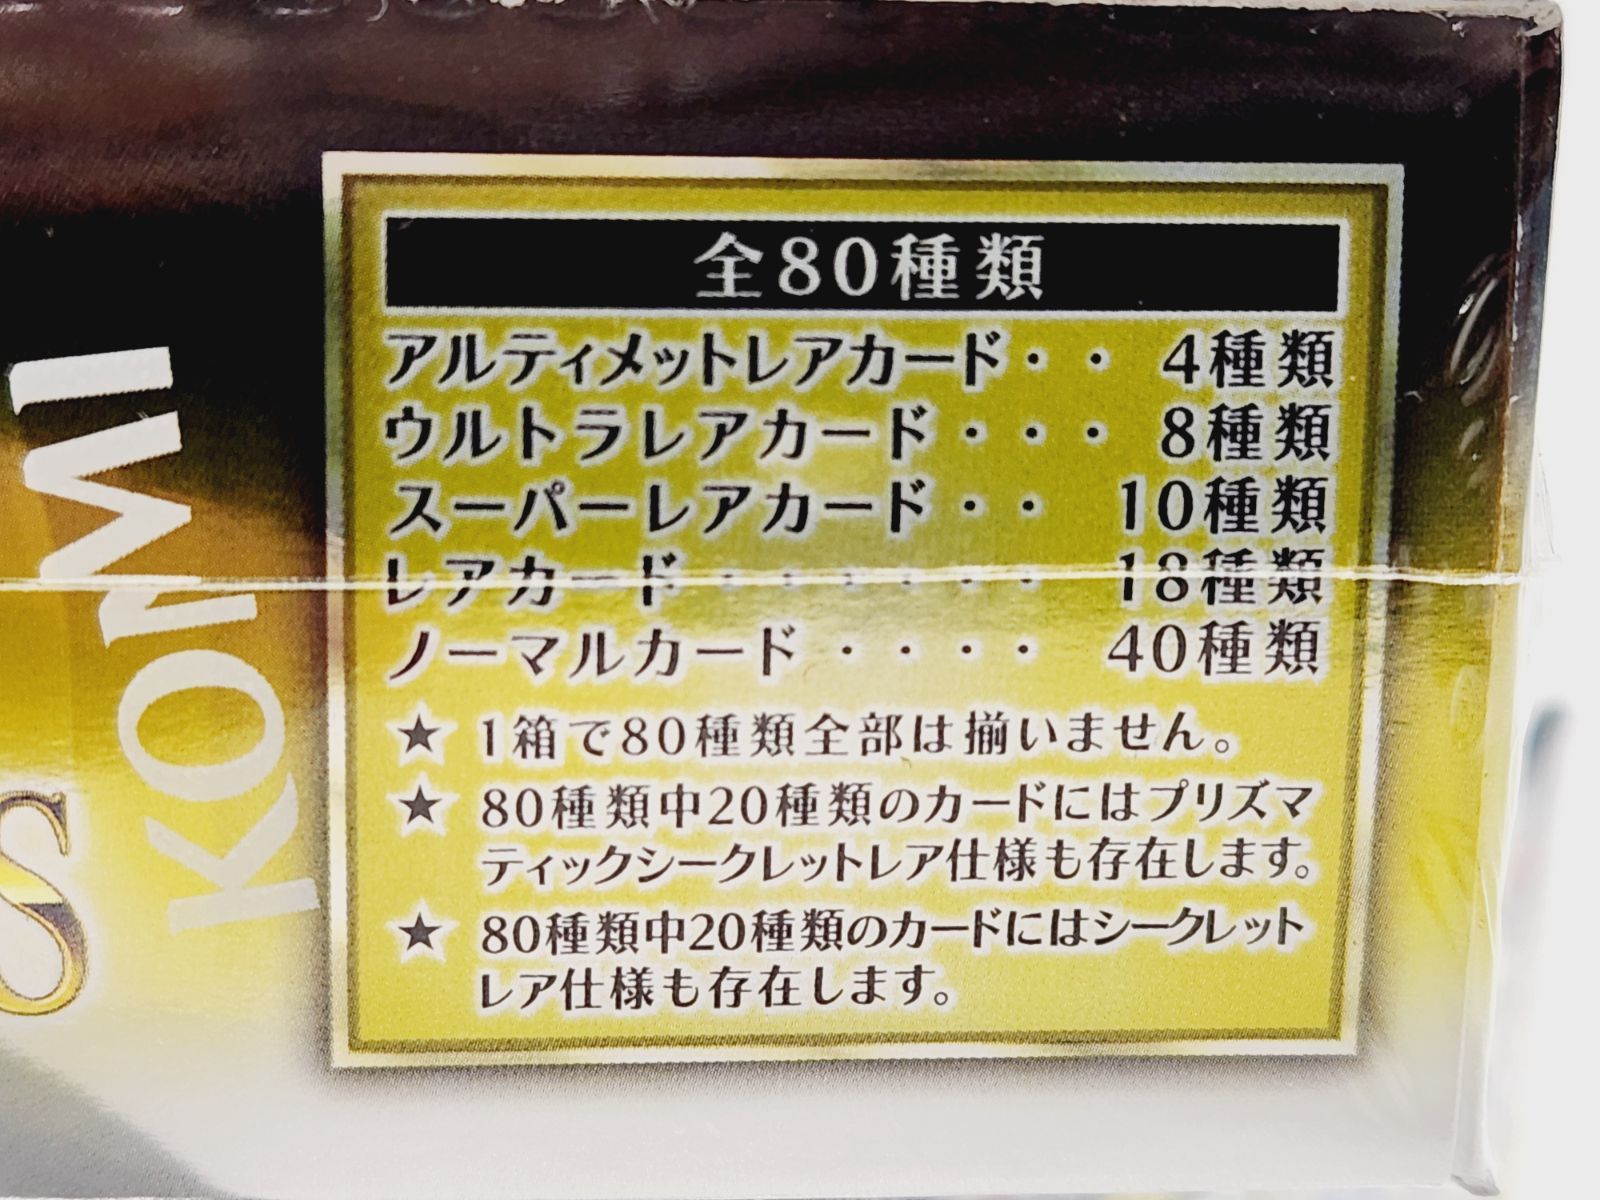 全80種類
アルティメットレアカード・・ 4種類
ウルトラレアカード・・・ 8種類
スーパーレアカード・・ 10種類
レアカード・・・・・・ 18種類
ノーマルカード・・・・ 40種類
★ 1箱で80種類全部は揃いません。
★ 80種類中20種類のカードにはプリズマ
ティックシークレットレア仕様も存在します。
★ 80種類中20種類のカードにはシークレット
レア仕様も存在します。
KOMI
S